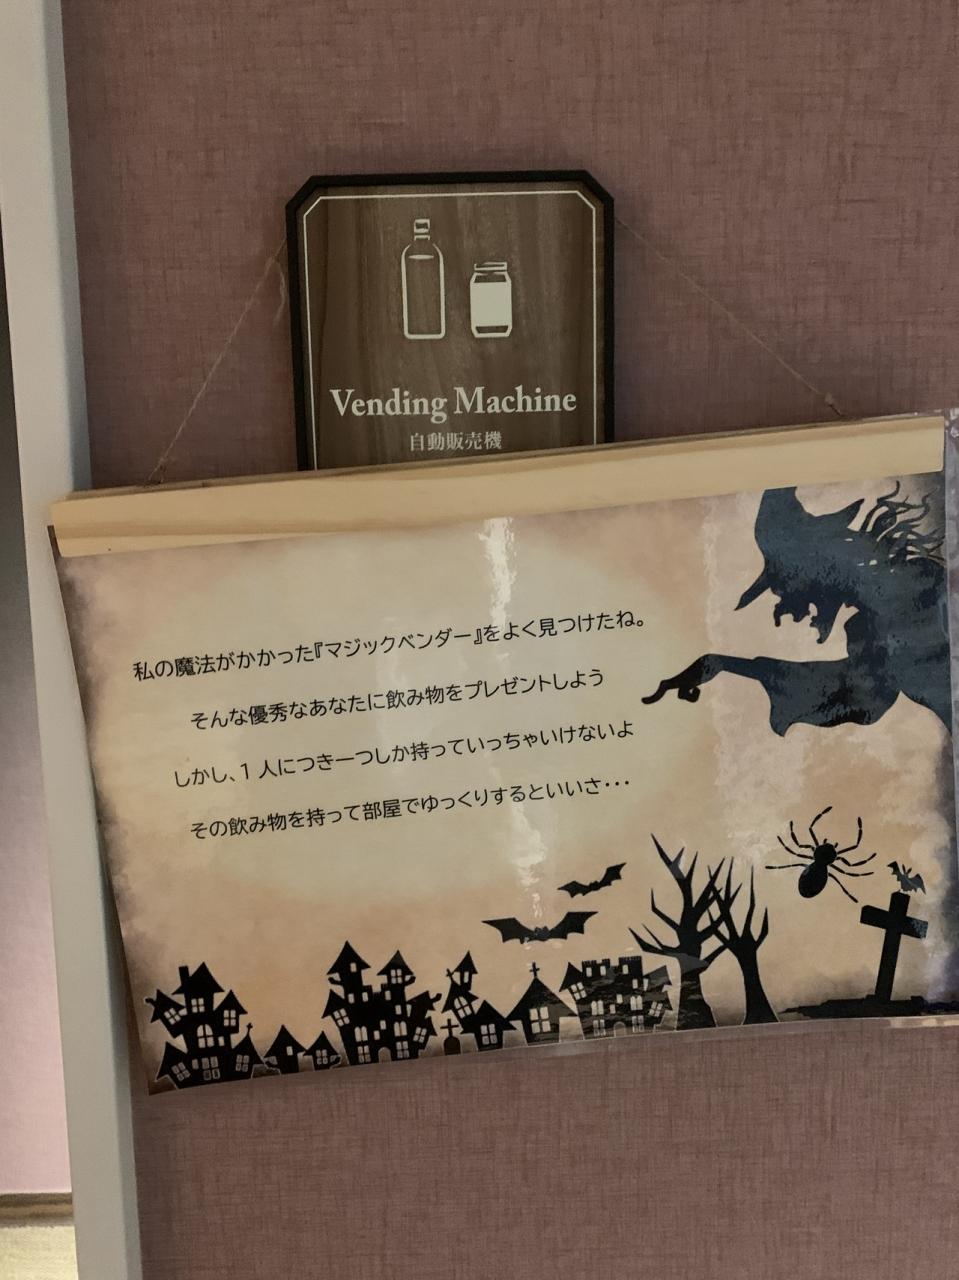 Vending Machine
自動販売機
私の魔法がかかった『マジックベンダー』をよく見つけたね。
そんな優秀なあなたに飲み物をプレゼントしよう
しかし、1人につき一つしか持っていっちゃいけないよ
その飲み物を持って部屋でゆっくりするといいさ・・・